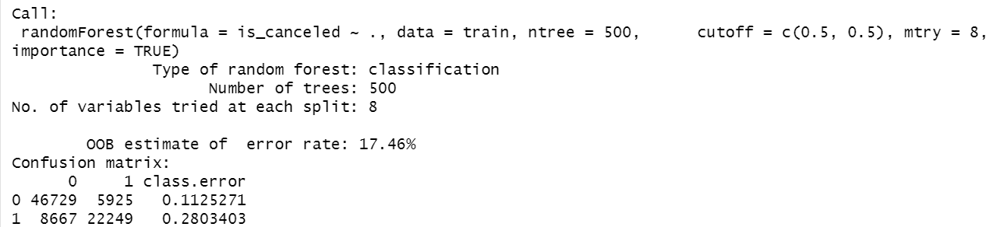 Call:
 randomForest(formula = is_canceled ~ ., data = train, ntree = 500,      cutoff = c(0.5, 0.5), mtry = 8,
importance = TRUE)
               Type of random forest: classification
                     Number of trees: 500
No. of variables tried at each split: 8

        OOB estimate of  error rate: 17.46%
Confusion matrix:
      0     1 class.error
0 46729  5925   0.1125271
1  8667 22249   0.2803403